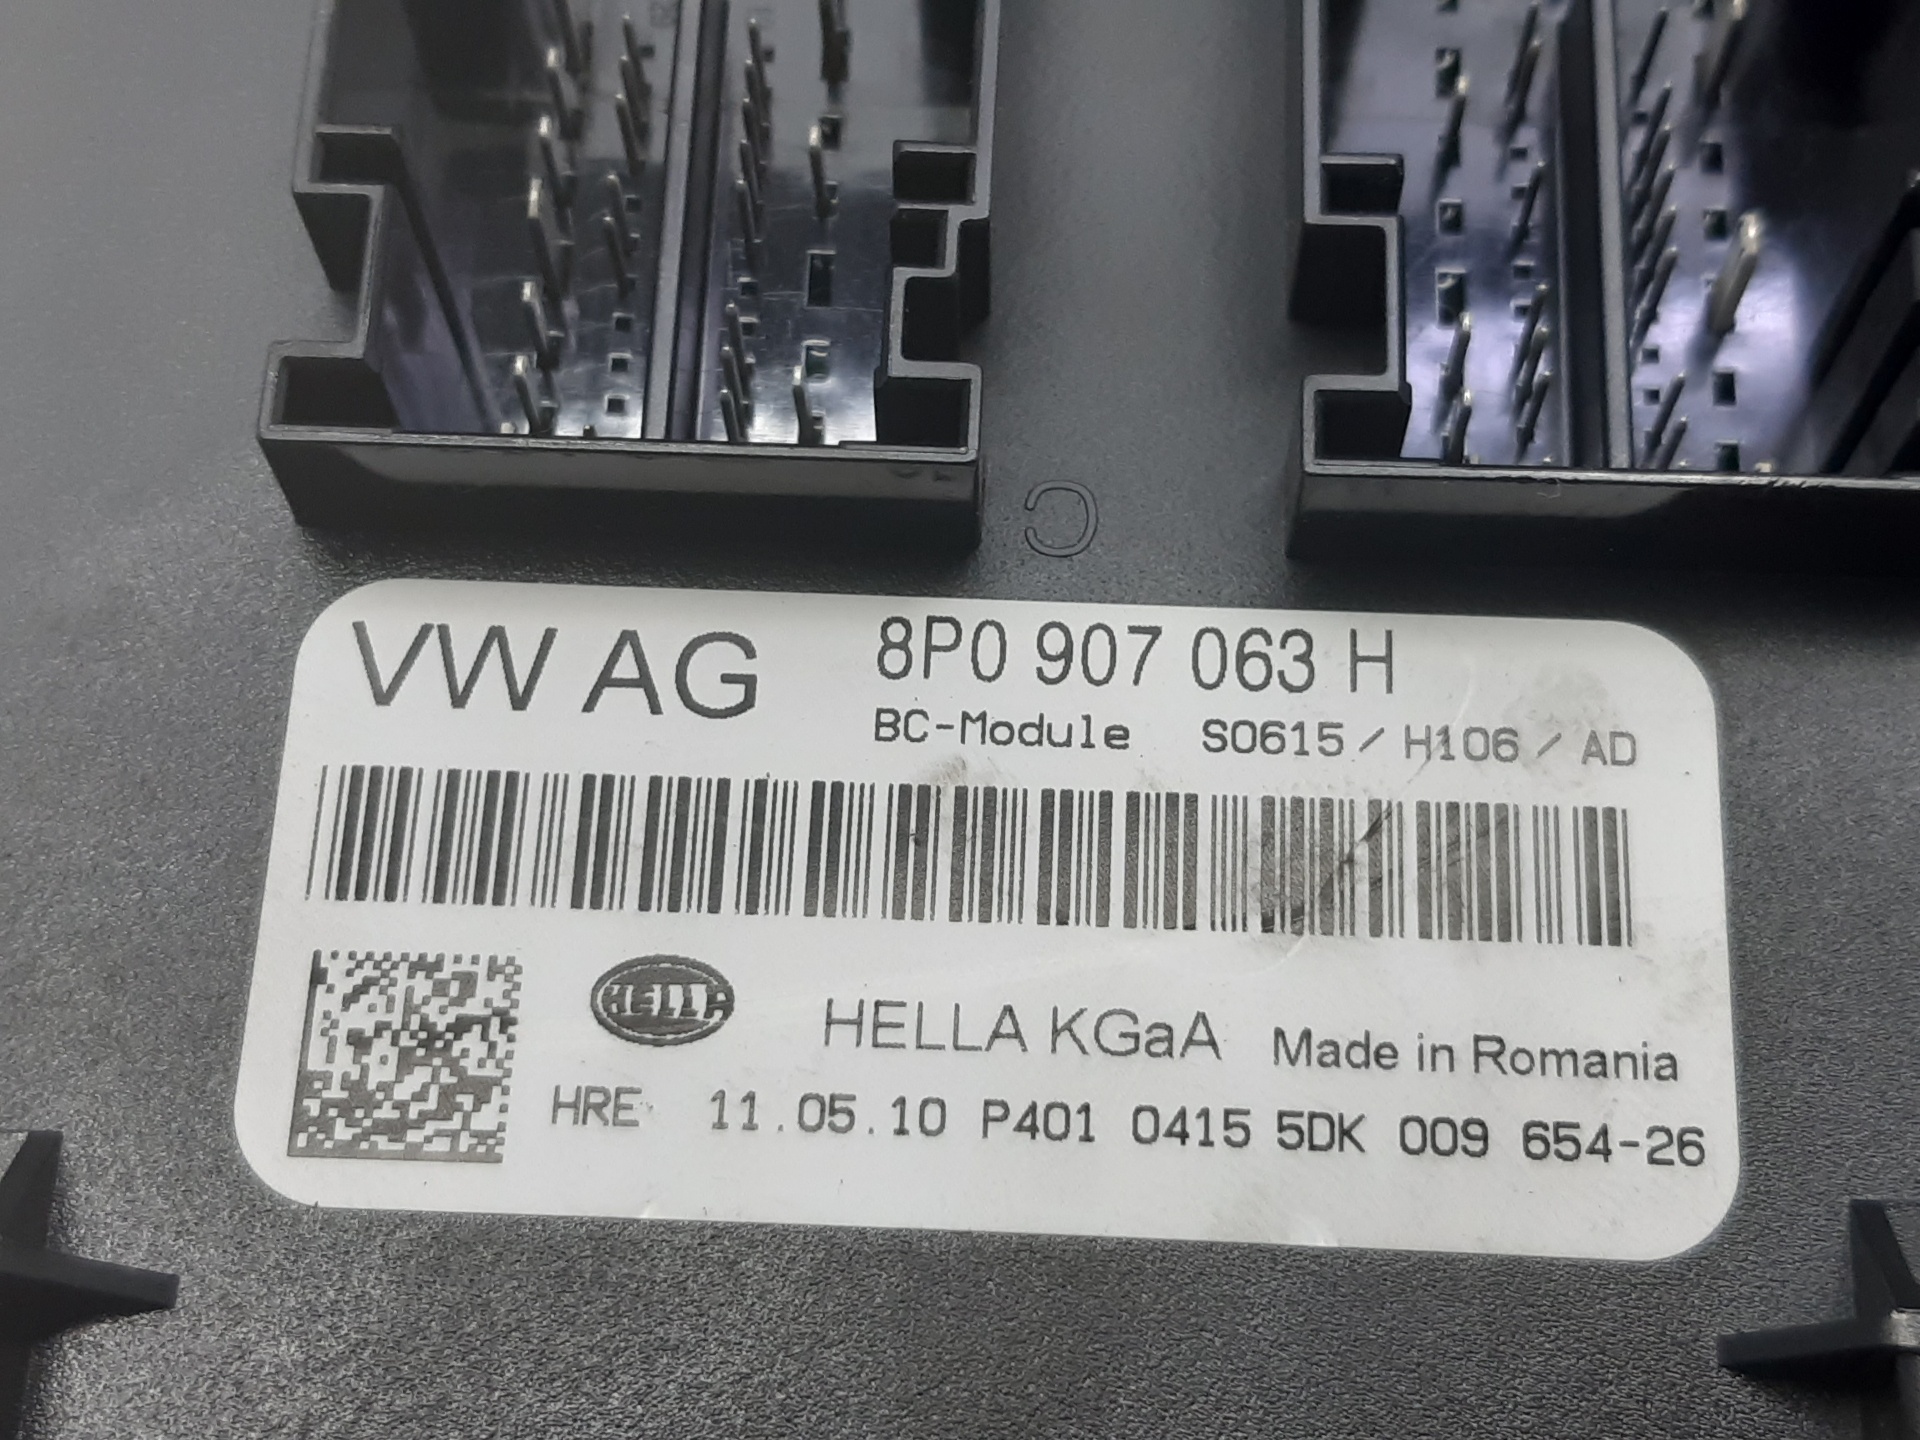 C
VW AG 8P0 907 063 H
BC-Module S0615 / H106 / AD
HELLA HELLA KGaA Made in Romania
HRE 11.05.10 P401 0415 5DK 009 654-26